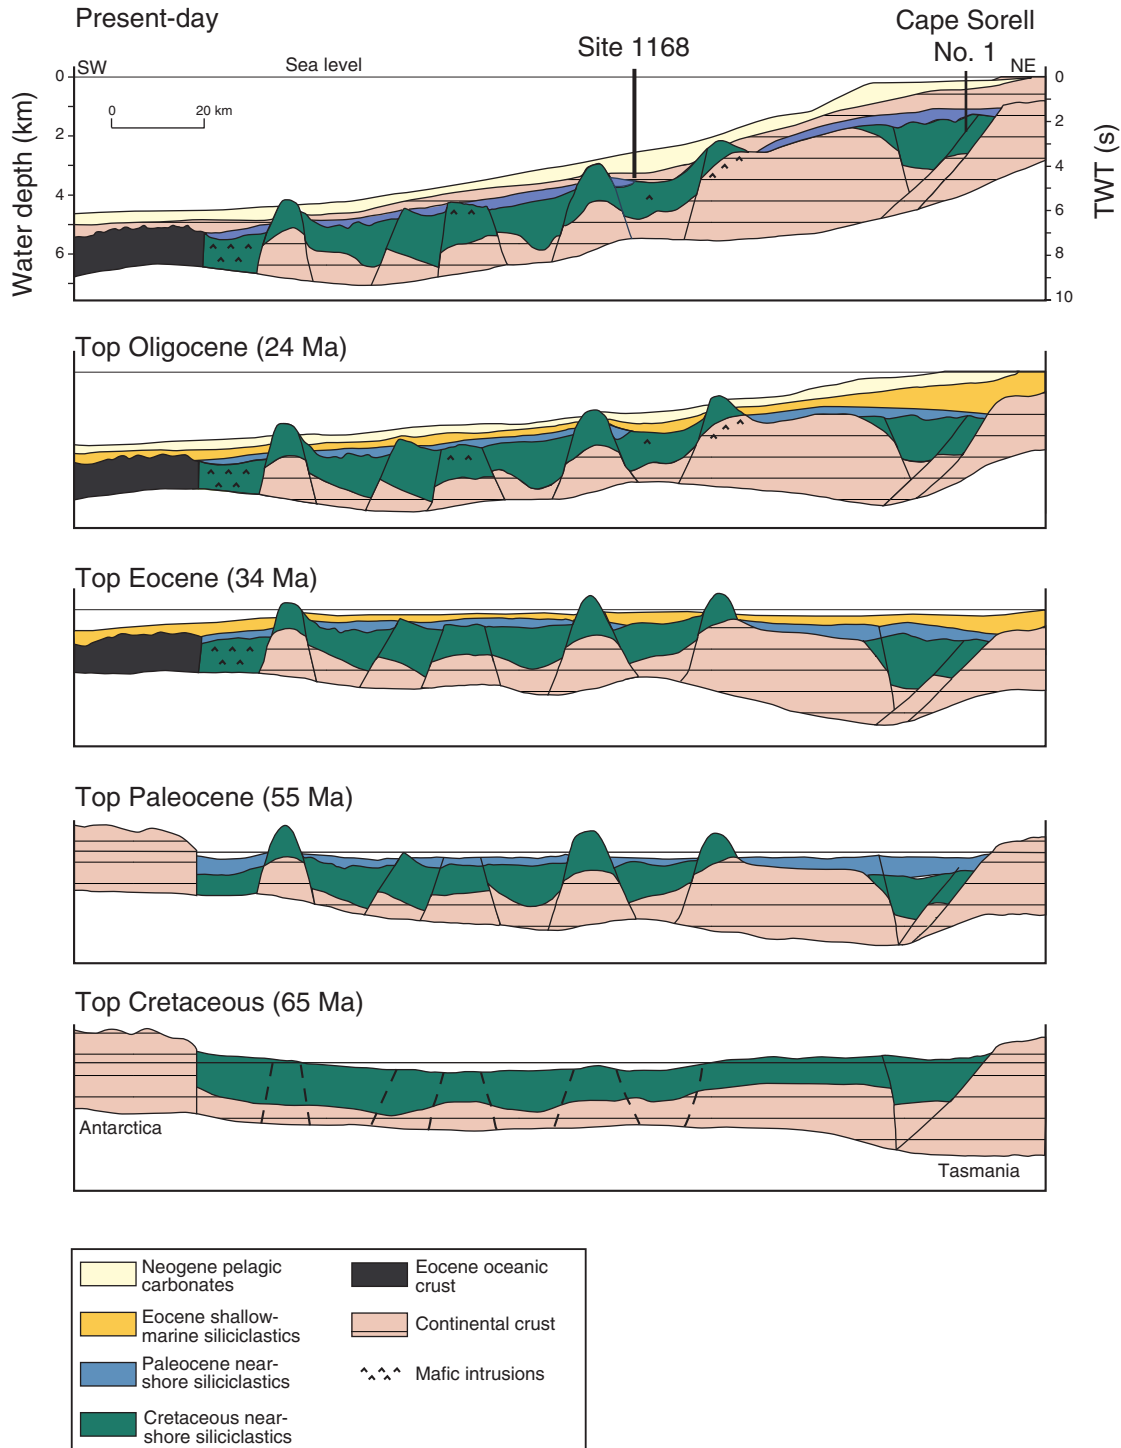 Present-day
Cape Sorell
No. 1
Site 1168
SW
Sea level
NE
0
2
4
6
Water depth (km)
0
20 km
0
2
4
6
8
10
TWT (s)
Top Oligocene (24 Ma)
Top Eocene (34 Ma)
Top Paleocene (55 Ma)
Top Cretaceous (65 Ma)
Antarctica
Tasmania
Neogene pelagic
carbonates
Eocene shallow-
marine siliciclastics
Paleocene near-
shore siliciclastics
Cretaceous near-
shore siliciclastics
Eocene oceanic
crust
Continental crust
Mafic intrusions